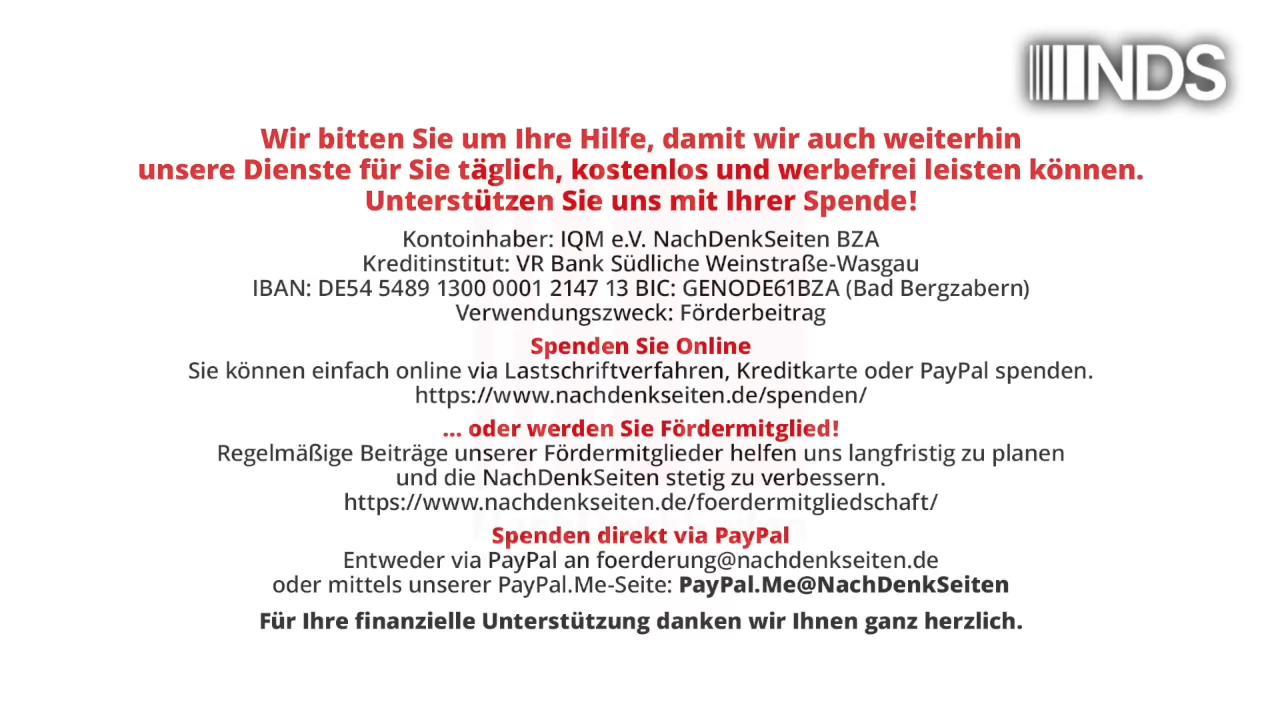 NDS
Wir bitten Sie um Ihre Hilfe, damit wir auch weiterhin
unsere Dienste für Sie täglich, kostenlos und werbefrei leisten können.
Unterstützen Sie uns mit Ihrer Spende!
Kontoinhaber: IQM e.V. NachDenkSeiten BZA
Kreditinstitut: VR Bank Südliche Weinstraße-Wasgau
IBAN: DE54 5489 1300 0001 2147 13 BIC: GENODE61BZA (Bad Bergzabern)
Verwendungszweck: Förderbeitrag
Spenden Sie Online
Sie können einfach online via Lastschriftverfahren, Kreditkarte oder PayPal spenden.
https://www.nachdenkseiten.de/spenden/
... oder werden Sie Fördermitglied!
Regelmäßige Beiträge unserer Fördermitglieder helfen uns langfristig zu planen
und die NachDenkSeiten stetig zu verbessern.
https://www.nachdenkseiten.de/foerdermitgliedschaft/
Spenden direkt via PayPal
Entweder via PayPal an foerderung@nachdenkseiten.de
oder mittels unserer PayPal.Me-Seite: PayPal.Me@NachDenkSeiten
Für Ihre finanzielle Unterstützung danken wir Ihnen ganz herzlich.